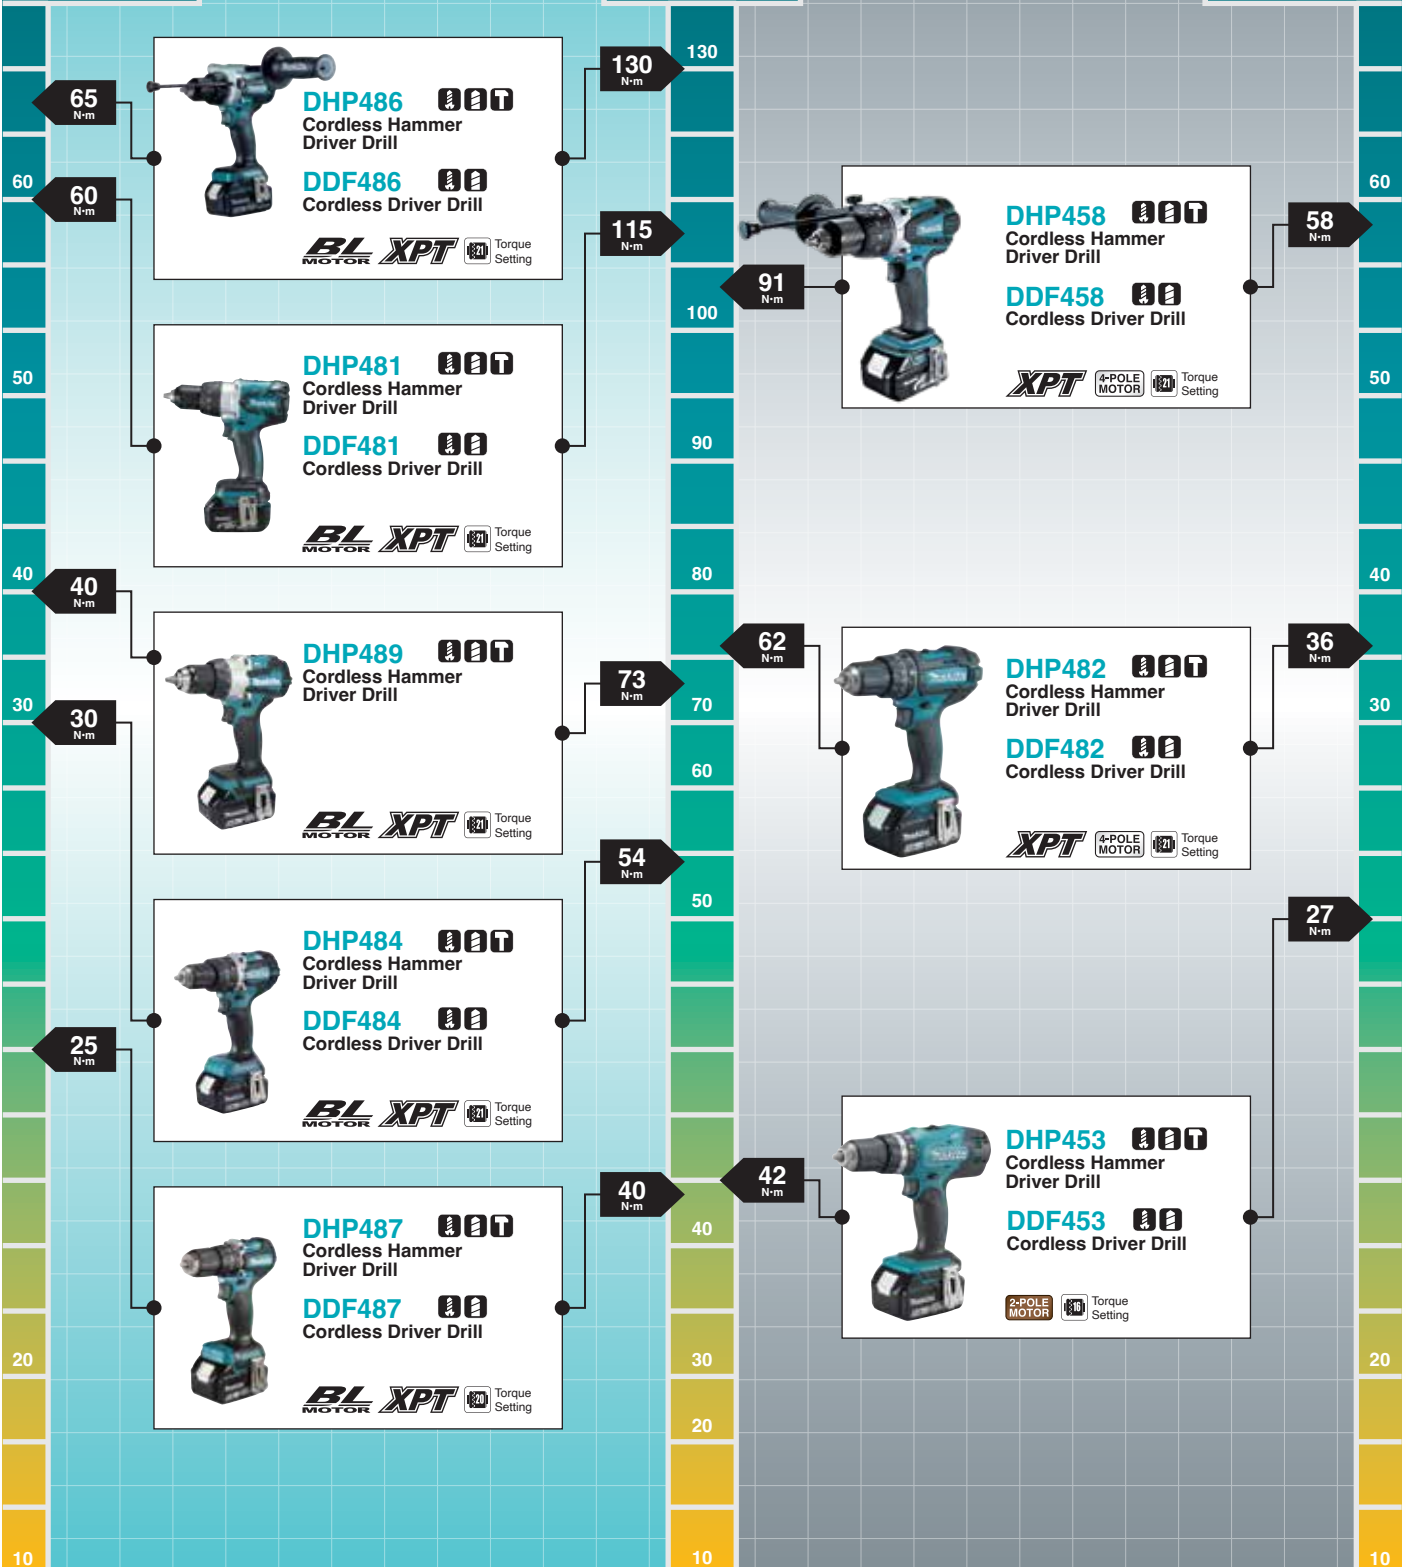 130
130
N·m
65
N·m
DHP486
Cordless Hammer
Driver Drill
60
60
N·m
DDF486
Cordless Driver Drill
BL
MOTOR
XPT
21
Torque
Setting
115
N·m
100
DHP481
Cordless Hammer
Driver Drill
50
DDF481
Cordless Driver Drill
90
BL
MOTOR
XPT
21
Torque
Setting
40
40
N·m
80
DHP489
Cordless Hammer
Driver Drill
73
N·m
30
30
N·m
70
60
BL
MOTOR
XPT
21
Torque
Setting
54
N·m
50
DHP484
Cordless Hammer
Driver Drill
DDF484
Cordless Driver Drill
25
N·m
BL
MOTOR
XPT
21
Torque
Setting
40
N·m
40
DHP487
Cordless Hammer
Driver Drill
DDF487
Cordless Driver Drill
20
30
BL
MOTOR
XPT
20
Torque
Setting
20
10
10
60
DHP458
Cordless Hammer
Driver Drill
58
N·m
91
N·m
DDF458
Cordless Driver Drill
XPT
4-POLE
MOTOR
21
Torque
Setting
50
40
62
N·m
DHP482
Cordless Hammer
Driver Drill
36
N·m
30
DDF482
Cordless Driver Drill
XPT
4-POLE
MOTOR
21
Torque
Setting
27
N·m
42
N·m
DHP453
Cordless Hammer
Driver Drill
DDF453
Cordless Driver Drill
2-POLE
MOTOR
16
Torque
Setting
20
10